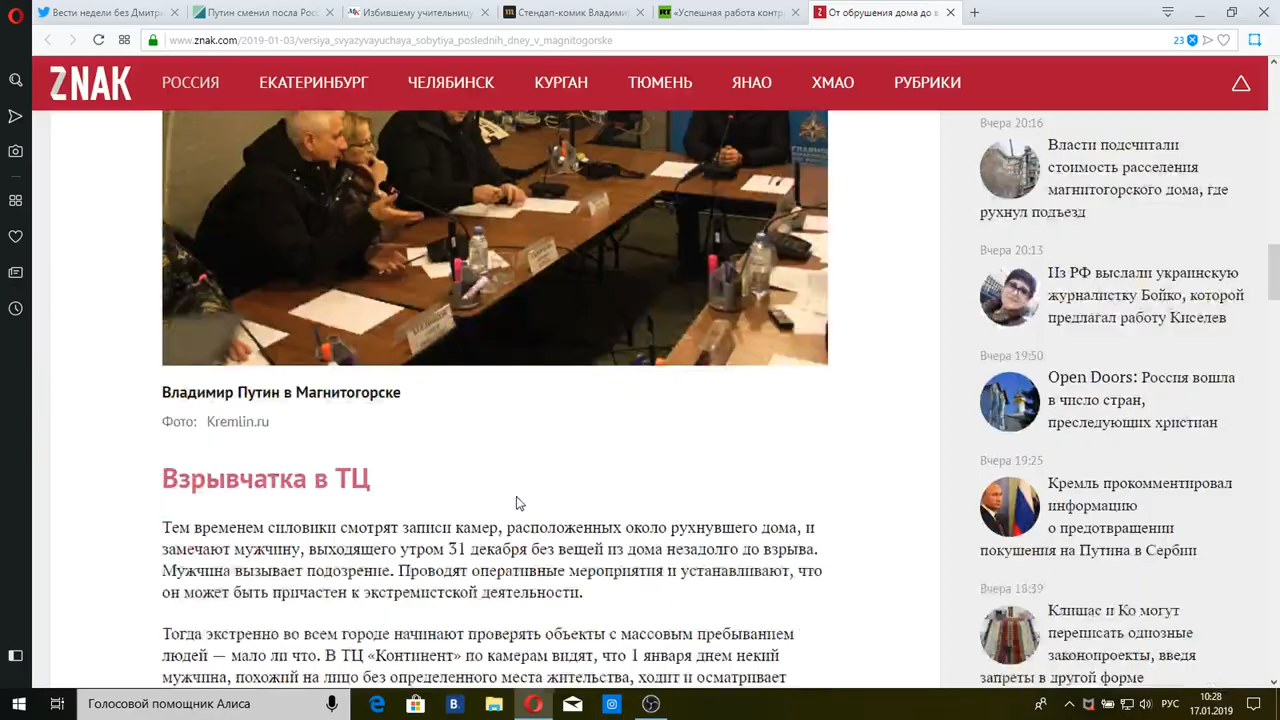 Вести недели без Дмитри
Путин сменил посла Росс
Избившему учительницу
Стендап-комик Владими
«Успешная работа контр
От обрушения дома до в
www.znak.com/2019-01-03/versiya_svyazyvayuchaya_sobytiya_poslednih_dney_v_magnitogorske
23
ZNAK РОССИЯ ЕКАТЕРИНБУРГ ЧЕЛЯБИНСК КУРГАН ТЮМЕНЬ ЯНАО ХМАО РУБРИКИ
Владимир Путин в Магнитогорске
Фото: Kremlin.ru
Взрывчатка в ТЦ
Тем временем силовики смотрят записи камер, расположенных около рухнувшего дома, и
замечают мужчину, выходящего утром 31 декабря без вещей из дома незадолго до взрыва.
Мужчина вызывает подозрение. Проводят оперативные мероприятия и устанавливают, что
он может быть причастен к экстремистской деятельности.
Тогда экстренно во всем городе начинают проверять объекты с массовым пребыванием
людей — мало ли что. В ТЦ «Континент» по камерам видят, что 1 января днем некий
мужчина, похожий на лицо без определенного места жительства, ходит и осматривает
Вчера 20:16
Власти подсчитали
стоимость расселения
магнитогорского дома, где
рухнул подъезд
Вчера 20:13
Из РФ выслали украинскую
журналистку Бойко, которой
предлагал работу Киселев
Вчера 19:50
Open Doors: Россия вошла
в число стран,
преследующих христиан
Вчера 19:25
Кремль прокомментировал
информацию
о предотвращении
покушения на Путина в Сербии
Вчера 18:39
Клишас и Ко могут
переписать одиозные
законопроекты, введя
запреты в другой форме
Голосовой помощник Алиса
РУС
10:28
17.01.2019